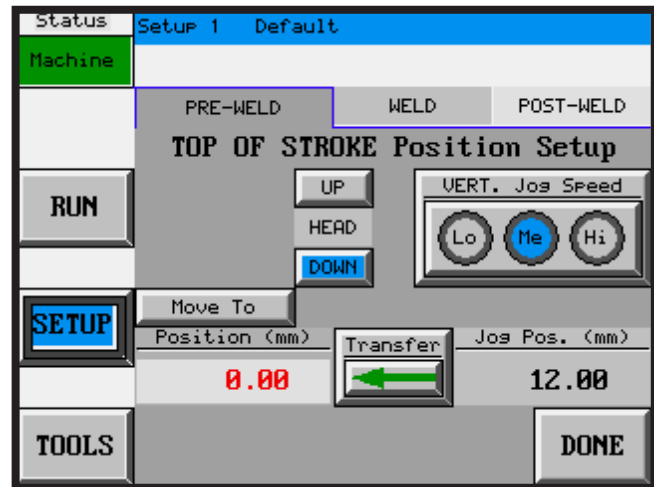 Status
Setup 1 Default
Machine
PRE-WELD WELD POST-WELD
TOP OF STROKE Position Setup
RUN
UP
HEAD
DOWN
VERT. Jog Speed
Lo Me Hi
SETUP
Move To
Position (mm)
Transfer
Jog Pos. (mm)
0.00
12.00
TOOLS
DONE